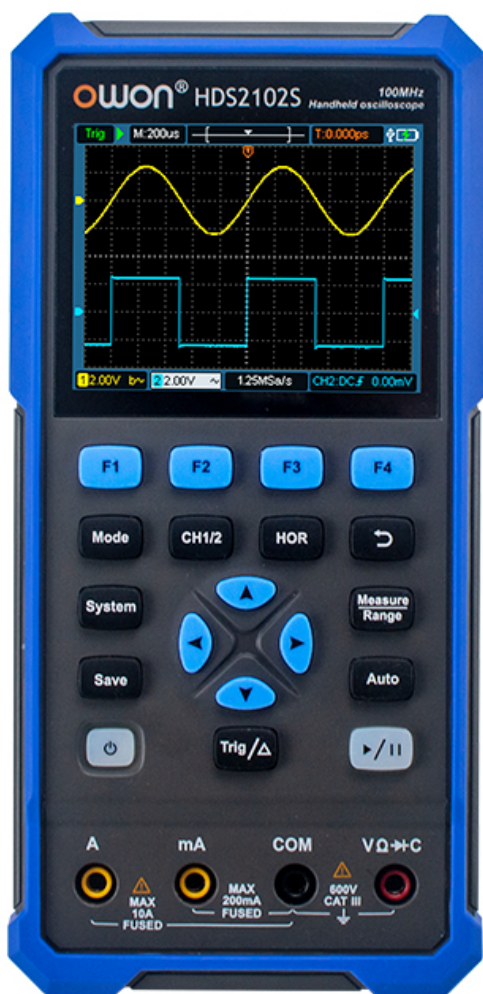 owon® HDS2102S
100MHz
Handheld oscilloscope
Trig M:200us T:0.000ps
T
1 2.00V b 2 2.00V 1.25MSa/s CH2:DC 0.00mV
F1 F2 F3 F4
Mode CH1/2 HOR
System Measure
Range
Save Auto
Trig/△
▸/II
A mA COM VΩ C
MAX
10A
FUSED
MAX
200mA
FUSED
600V
CAT III